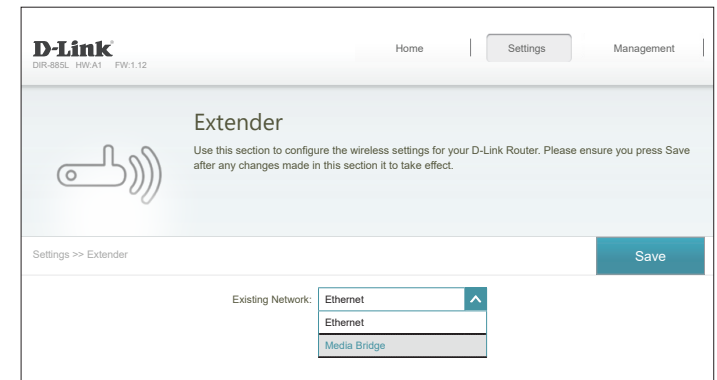 D-Link
DIR-885L HW:A1 FW:1.12
Home Settings Management
Extender
Use this section to configure the wireless settings for your D-Link Router. Please ensure you press Save
after any changes made in this section it to take effect.
Settings >> Extender
Save
Existing Network: Ethernet
Ethernet
Media Bridge